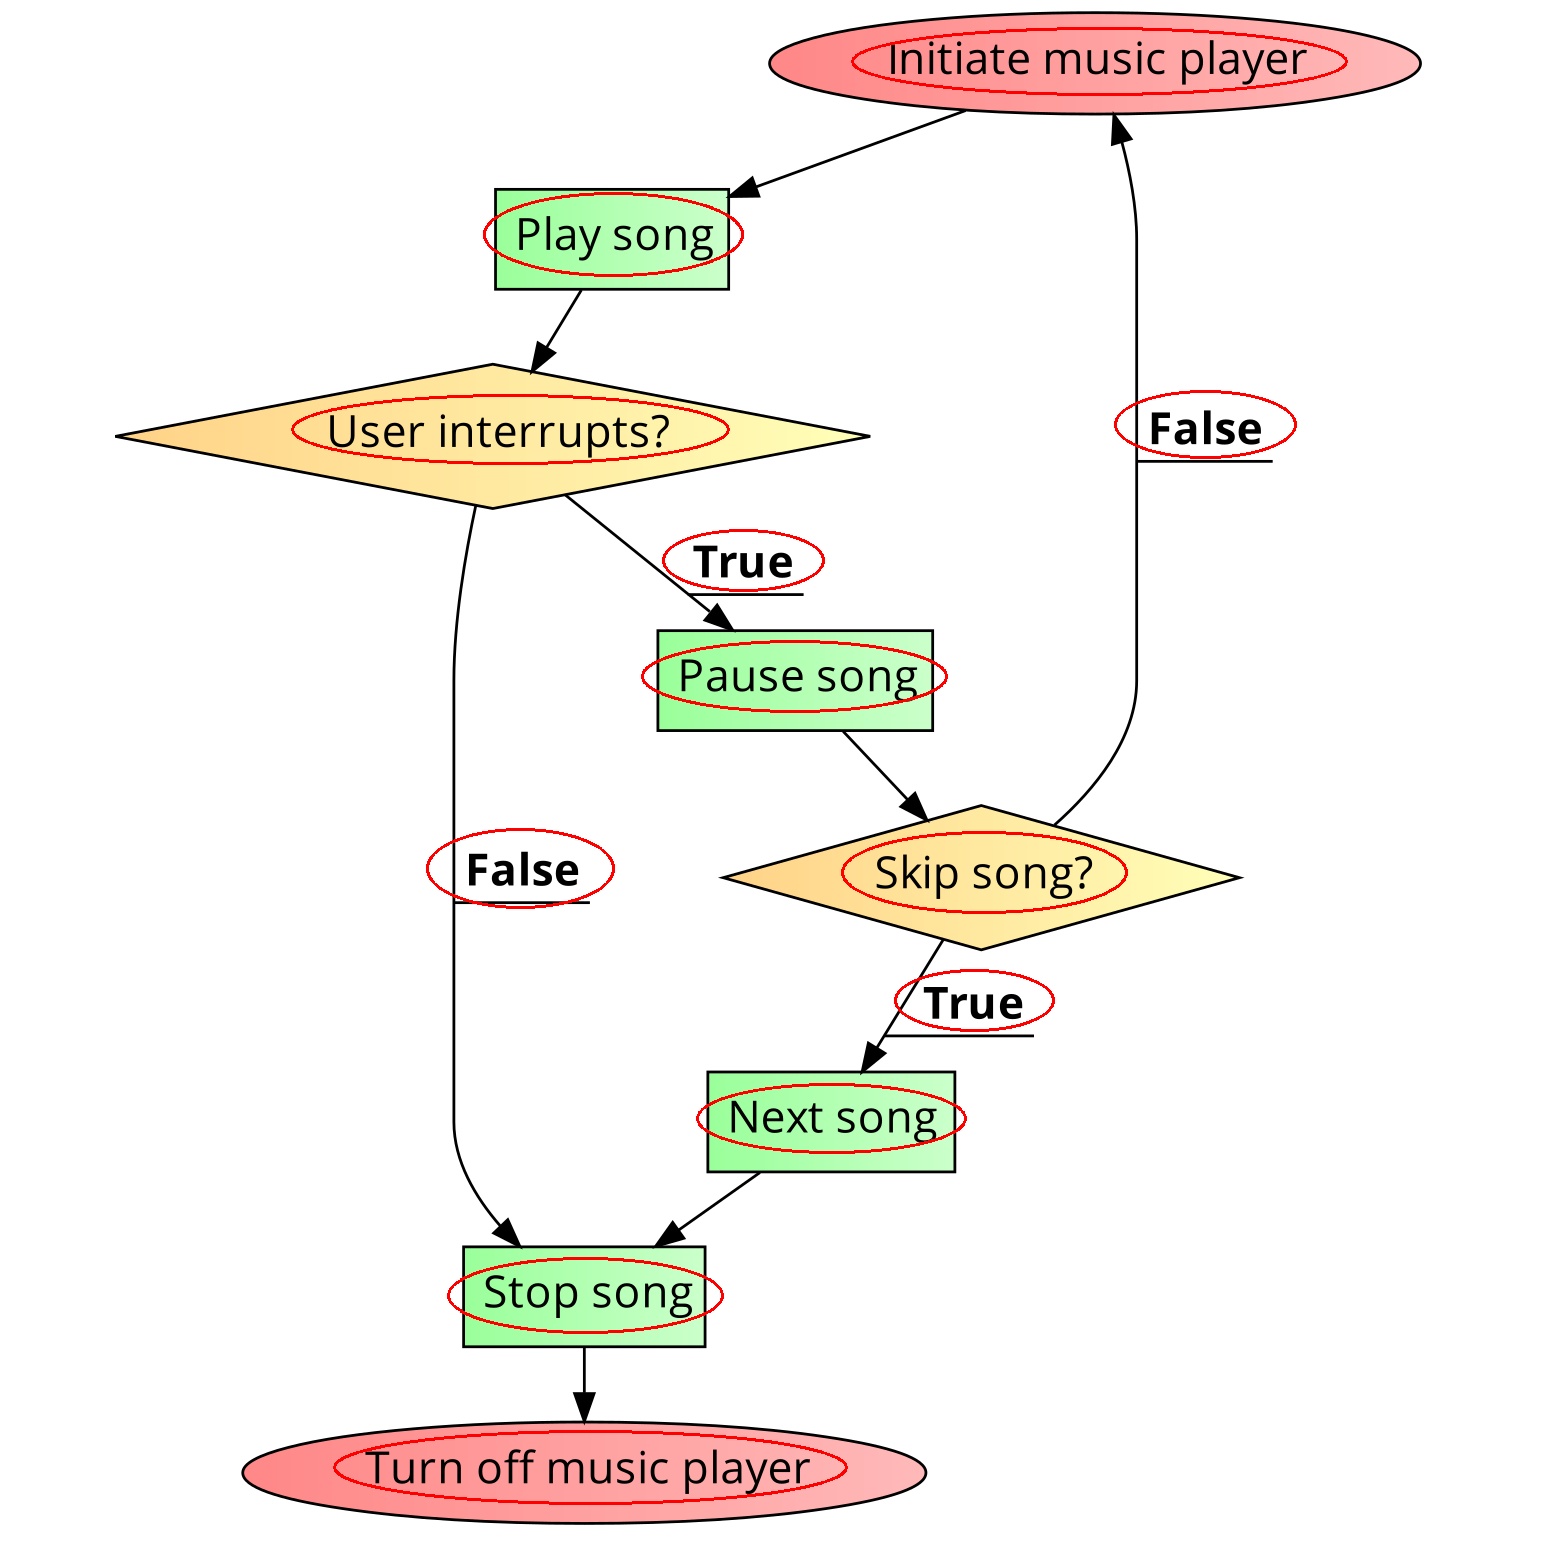 Initiate music player
Play song
User interrupts?
False
True
Pause song
False
Skip song?
True
Next song
Stop song
Turn off music player